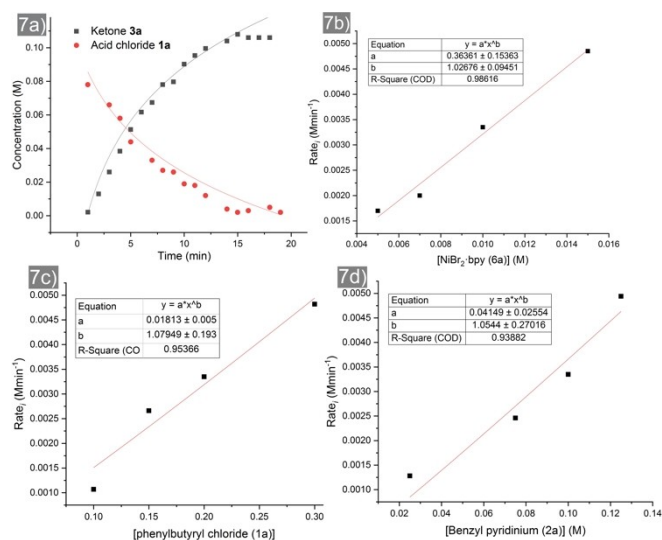 7a)
Ketone 3a
Acid chloride 1a
Concentration (M)
0.10
0.08
0.06
0.04
0.02
0.00
0
5
10
15
20
Time (min)
7b)
Equation y = a*x^b
a 0.36361 ± 0.15363
b 1.02676 ± 0.09451
R-Square (COD) 0.98616
Rateᵢ (Mmin⁻¹)
0.0050
0.0045
0.0040
0.0035
0.0030
0.0025
0.0020
0.0015
0.004
0.006
0.008
0.010
0.012
0.014
0.016
[NiBr₂·bpy (6a)] (M)
7c)
Equation y = a*x^b
a 0.01813 ± 0.005
b 1.07949 ± 0.193
R-Square (CO 0.95366
Rateᵢ (Mmin⁻¹)
0.0050
0.0045
0.0040
0.0035
0.0030
0.0025
0.0020
0.0015
0.0010
0.10
0.15
0.20
0.25
0.30
[phenylbutyryl chloride (1a)]
7d)
Equation y = a*x^b
a 0.04149 ± 0.02554
b 1.0544 ± 0.27016
R-Square (COD) 0.93882
Rateᵢ (Mmin⁻¹)
0.0050
0.0045
0.0040
0.0035
0.0030
0.0025
0.0020
0.0015
0.0010
0.02
0.04
0.06
0.08
0.10
0.12
0.14
[Benzyl pyridinium (2a)] (M)